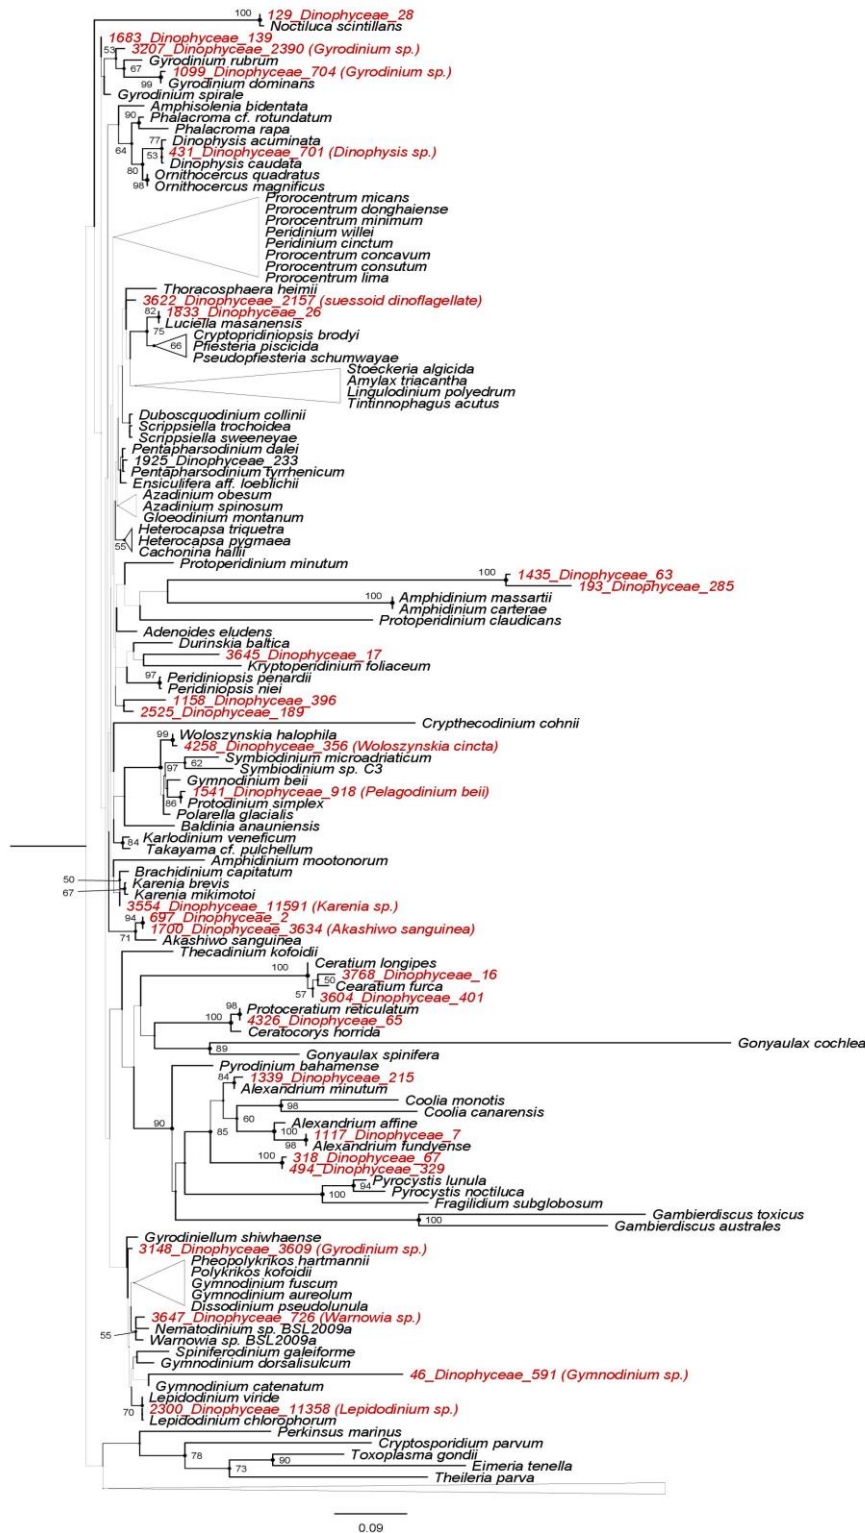 100
129_Dinophyceae_28
Noctiluca scintillans
1683_Dinophyceae_139
53
3207_Dinophyceae_2390 (Gyrodinium sp.)
Gyrodinium rubrum
67
1099_Dinophyceae_704 (Gyrodinium sp.)
99
Gyrodinium dominans
Gyrodinium spirale
Amphisolenia bidentata
90
Phalacroma cf. rotundatum
Phalacroma rapa
77
Dinophysis acuminata
64
53
431_Dinophyceae_701 (Dinophysis sp.)
80
Dinophysis caudata
Ornithocercus quadratus
98
Ornithocercus magnificus
Prorocentrum micans
Prorocentrum donghaiense
Prorocentrum minimum
Peridinium willei
Peridinium cinctum
Prorocentrum concavum
Prorocentrum consutum
Prorocentrum lima
Thoracosphaera heimii
3622_Dinophyceae_2157 (suessoid dinoflagellate)
82
1833_Dinophyceae_26
Luciella masanensis
75
Cryptopridiniopsis brodyi
66
Pfiesteria piscicida
Pseudopfiesteria schumwayae
Stoeckeria algicida
Amylax triacantha
Lingulodinium polyedrum
Tintinnophagus acutus
Duboscquodinium collinii
Scrippsiella trochoidea
Scrippsiella sweeneyae
Pentapharsodinium dalei
1925_Dinophyceae_233
Pentapharsodinium tyrrhenicum
Ensiculifera aff. loeblichii
Azadinium obesum
Azadinium spinosum
Gloeodinium montanum
Heterocapsa triquetra
55
Heterocapsa pygmaea
Cachonina hallii
Protoperidinium minutum
100
1435_Dinophyceae_63
193_Dinophyceae_285
100
Amphidinium massartii
Amphidinium carterae
Protoperidinium claudicans
Adenoides eludens
Durinskia baltica
3645_Dinophyceae_17
Kryptoperidinium foliaceum
97
Peridiniopsis penardii
Peridiniopsis niei
1158_Dinophyceae_396
2525_Dinophyceae_189
Crypthecodinium cohnii
99
Woloszynskia halophila
4258_Dinophyceae_356 (Woloszynskia cincta)
Symbiodinium microadriaticum
97
62
Symbiodinium sp. C3
Gymnodinium beii
1541_Dinophyceae_918 (Pelagodinium beii)
86
Protodinium simplex
Polarella glacialis
Baldinia anauniensis
84
Karlodinium veneficum
Takayama cf. pulchellum
Amphidinium mootonorum
Brachidinium capitatum
50
Karenia brevis
67
Karenia mikimotoi
3554_Dinophyceae_11591 (Karenia sp.)
94
697_Dinophyceae_2
1700_Dinophyceae_3634 (Akashiwo sanguinea)
71
Akashiwo sanguinea
Thecadinium kofoidii
Ceratium longipes
100
3768_Dinophyceae_16
50
Cearatium furca
57
3604_Dinophyceae_401
98
Protoceratium reticulatum
100
4326_Dinophyceae_65
Ceratocorys horrida
Gonyaulax cochlea
89
Gonyaulax spinifera
Pyrodinium bahamense
84
1339_Dinophyceae_215
Alexandrium minutum
Coolia monotis
98
Coolia canarensis
60
Alexandrium affine
90
85
100
1117_Dinophyceae_7
98
Alexandrium fundyense
100
318_Dinophyceae_67
494_Dinophyceae_329
Pyrocystis lunula
94
Pyrocystis noctiluca
100
Fragilidium subglobosum
Gambierdiscus toxicus
100
Gambierdiscus australes
Gyrodiniellum shiwhaense
3148_Dinophyceae_3609 (Gyrodinium sp.)
Pheopolykrikos hartmannii
Polykrikos kofoidii
Gymnodinium fuscum
Gymnodinium aureolum
Dissodinium pseudolunula
3647_Dinophyceae_726 (Warnowia sp.)
Nematodinium sp. BSL2009a
55
Warnowia sp. BSL2009a
Spiniferodinium galeiforme
Gymnodinium dorsalisulcum
46_Dinophyceae_591 (Gymnodinium sp.)
Gymnodinium catenatum
Lepidodinium viride
70
2300_Dinophyceae_11358 (Lepidodinium sp.)
Lepidodinium chlorophorum
Perkinsus marinus
Cryptosporidium parvum
78
Toxoplasma gondii
90
Eimeria tenella
73
Theileria parva
0.09